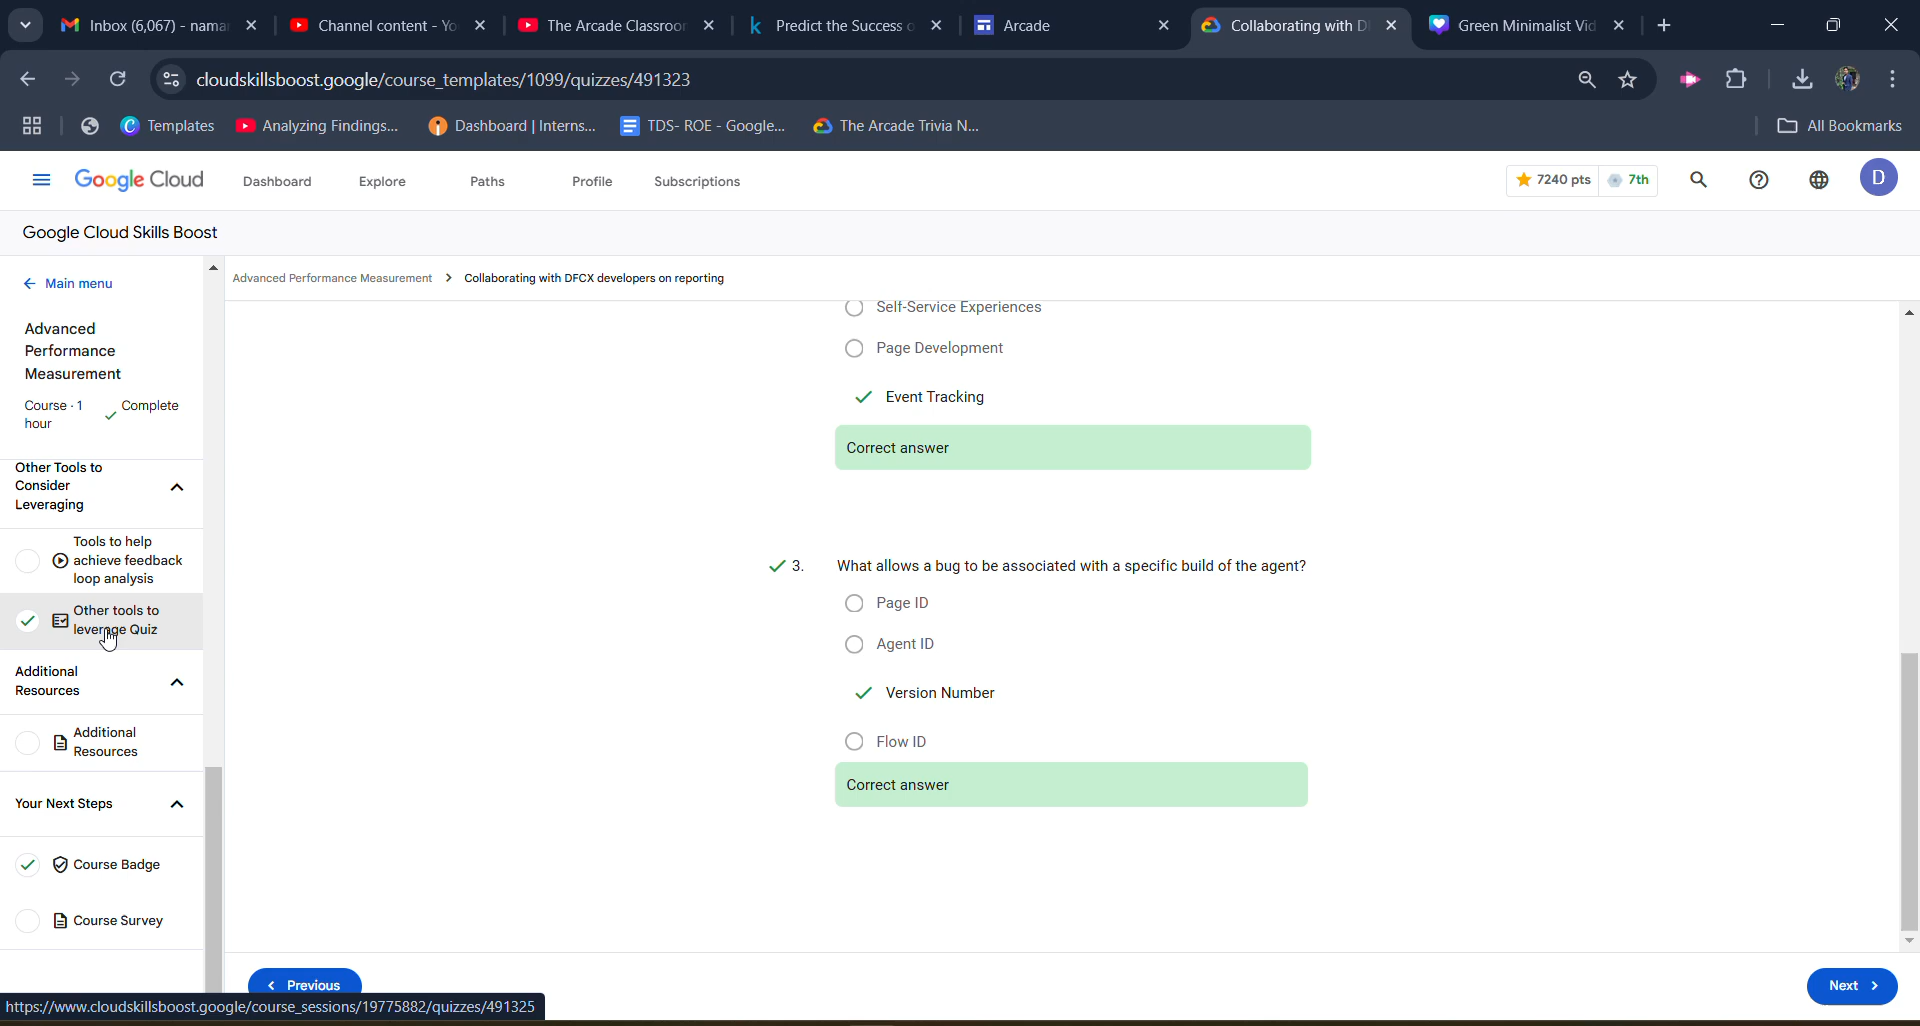 Inbox (6,067) - nama
Channel content - Yo
The Arcade Classroor
Predict the Success o
Arcade
Collaborating with D
Green Minimalist Vid
cloudskillsboost.google/course_templates/1099/quizzes/491323
Templates
Analyzing Findings...
Dashboard | Interns...
TDS- ROE - Google...
The Arcade Trivia N...
All Bookmarks
Google Cloud
Dashboard
Explore
Paths
Profile
Subscriptions
7240 pts
7th
D
Google Cloud Skills Boost
Main menu
Advanced Performance Measurement > Collaborating with DFCX developers on reporting
Advanced
Performance
Measurement
Course · 1
hour
Complete
Other Tools to
Consider
Leveraging
Tools to help
achieve feedback
loop analysis
Other tools to
leverage Quiz
Additional
Resources
Additional
Resources
Your Next Steps
Course Badge
Course Survey
Self-Service Experiences
Page Development
Event Tracking
Correct answer
3. What allows a bug to be associated with a specific build of the agent?
Page ID
Agent ID
Version Number
Flow ID
Correct answer
Previous
Next
https://www.cloudskillsboost.google/course_sessions/19775882/quizzes/491325